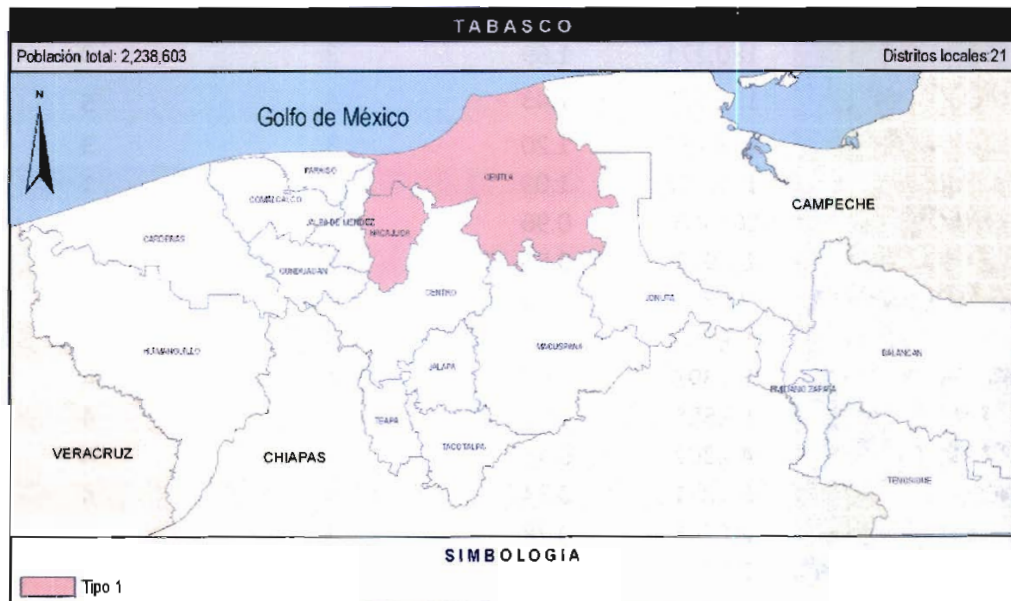 TABASCO
Población total: 2,238,603
Distritos locales:21
N
Golfo de México
PARAISO
CENTLA
COMALCALCO
CAMPECHE
JALPA DE MENDEZ
NACAJUCA
CARDENAS
CUNDUACAN
CENTRO
JONUTA
HUIMANGUILLO
MACUSPANA
BALANCAN
JALAPA
EMILIANO ZAPATA
TEAPA
VERACRUZ
CHIAPAS
TACOTALPA
TENOSIQUE
SIMBOLOGÍA
Tipo 1